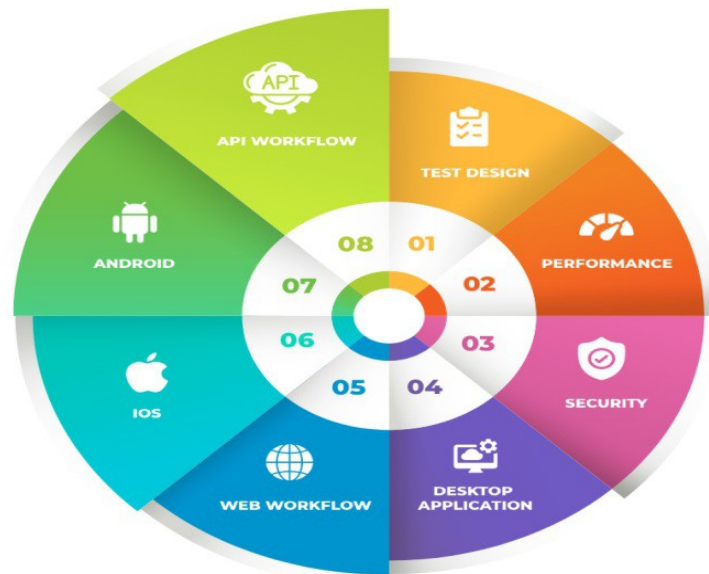 API
API WORKFLOW
TEST DESIGN
PERFORMANCE
SECURITY
DESKTOP
APPLICATION
WEB WORKFLOW
IOS
ANDROID
01
02
03
04
05
06
07
08